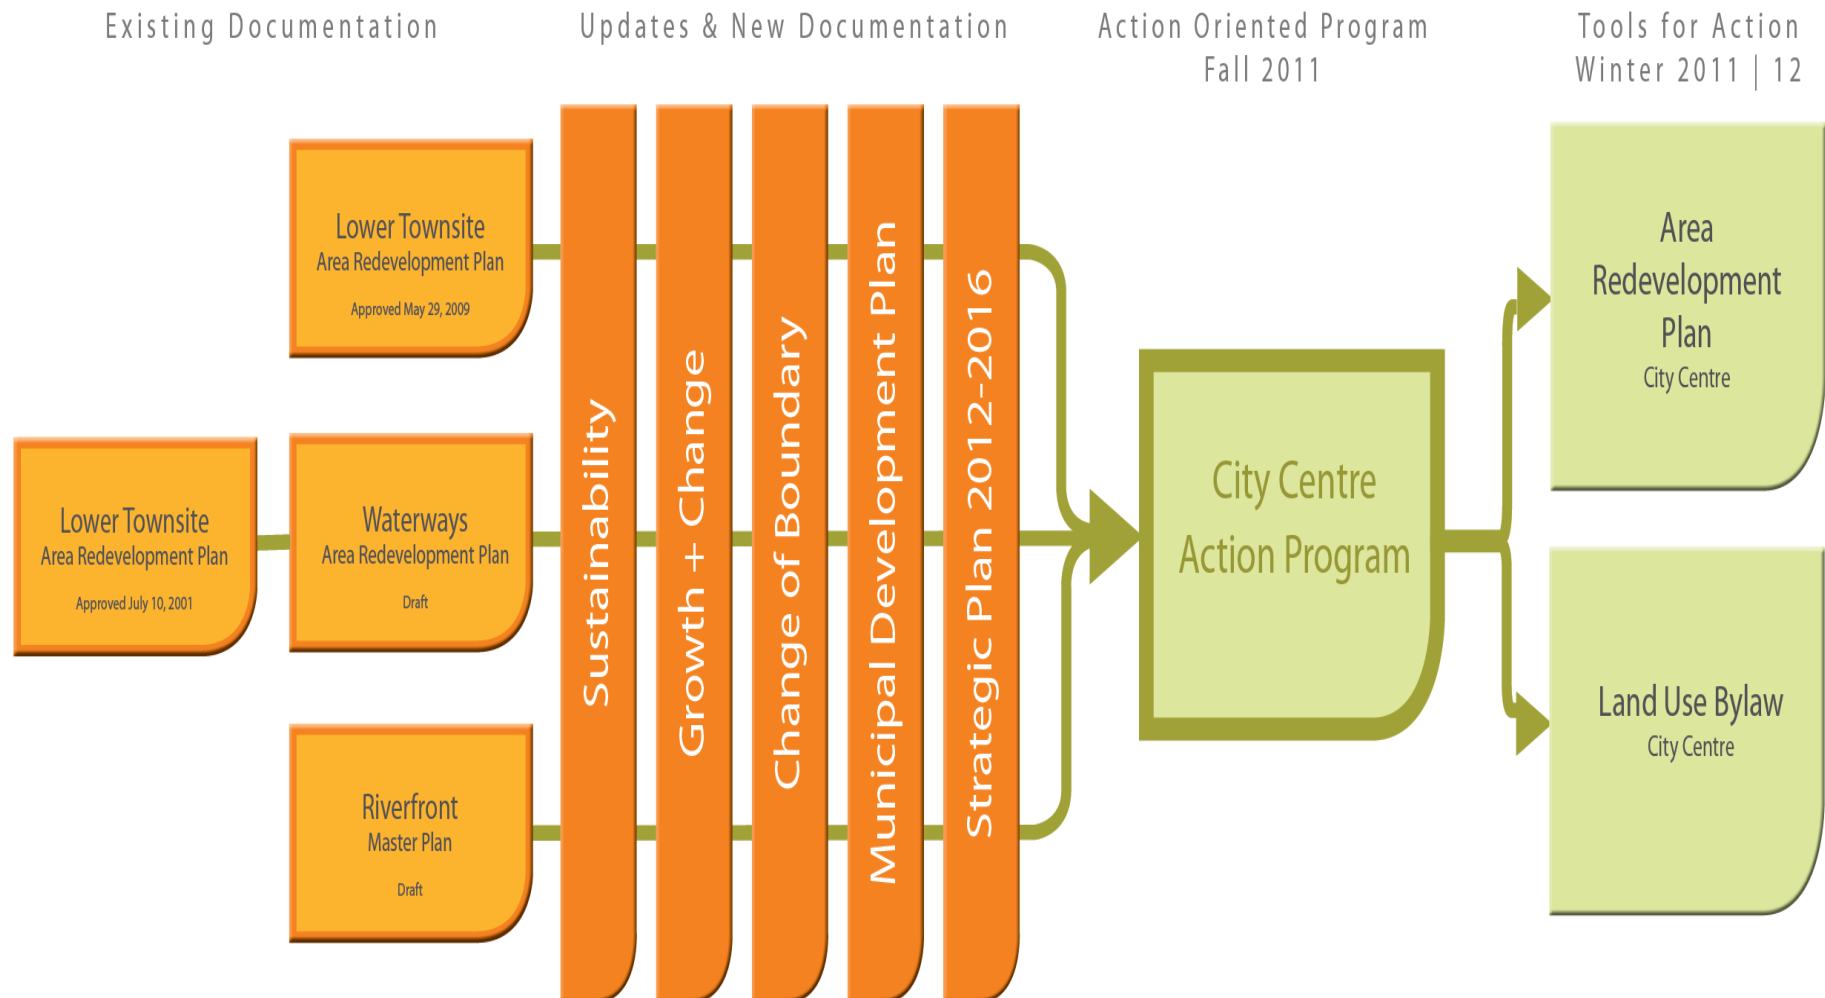 Existing Documentation
Updates & New Documentation
Action Oriented Program
Fall 2011
Tools for Action
Winter 2011 | 12
Lower Townsite
Area Redevelopment Plan
Approved July 10, 2001
Lower Townsite
Area Redevelopment Plan
Approved May 29, 2009
Waterways
Area Redevelopment Plan
Draft
Riverfront
Master Plan
Draft
Sustainability
Growth + Change
Change of Boundary
Municipal Development Plan
Strategic Plan 2012-2016
City Centre
Action Program
Area
Redevelopment
Plan
City Centre
Land Use Bylaw
City Centre